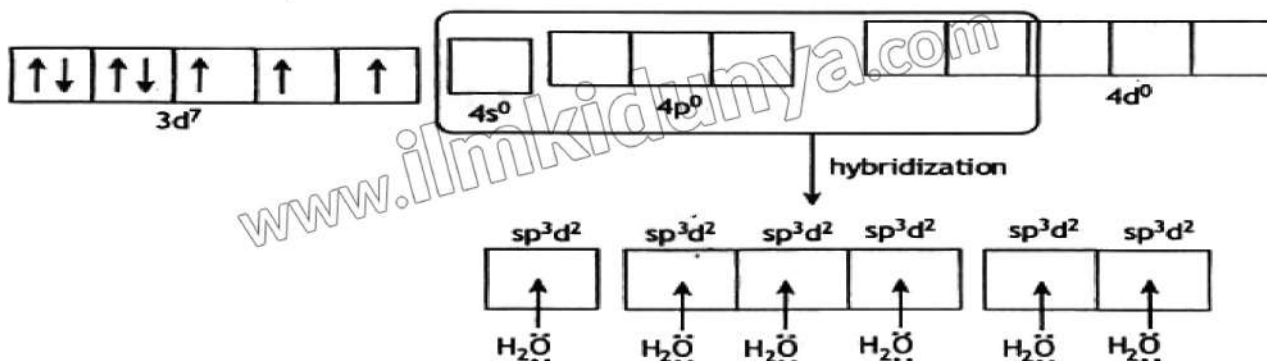 3d⁷ 4s⁰ 4p⁰ 4d⁰
www.ilmkidunya.com
hybridization
sp³d² sp³d² sp³d² sp³d² sp³d² sp³d²
H₂Ö H₂Ö H₂Ö H₂Ö H₂Ö H₂Ö